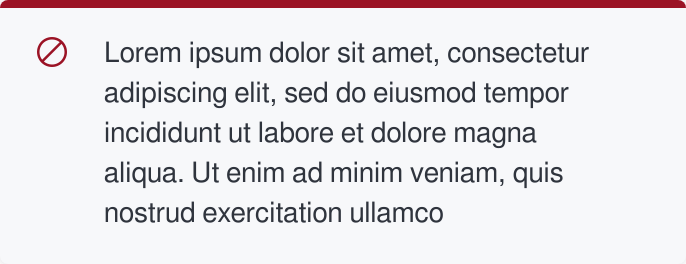 Lorem ipsum dolor sit amet, consectetur
adipiscing elit, sed do eiusmod tempor
incididunt ut labore et dolore magna
aliqua. Ut enim ad minim veniam, quis
nostrud exercitation ullamco